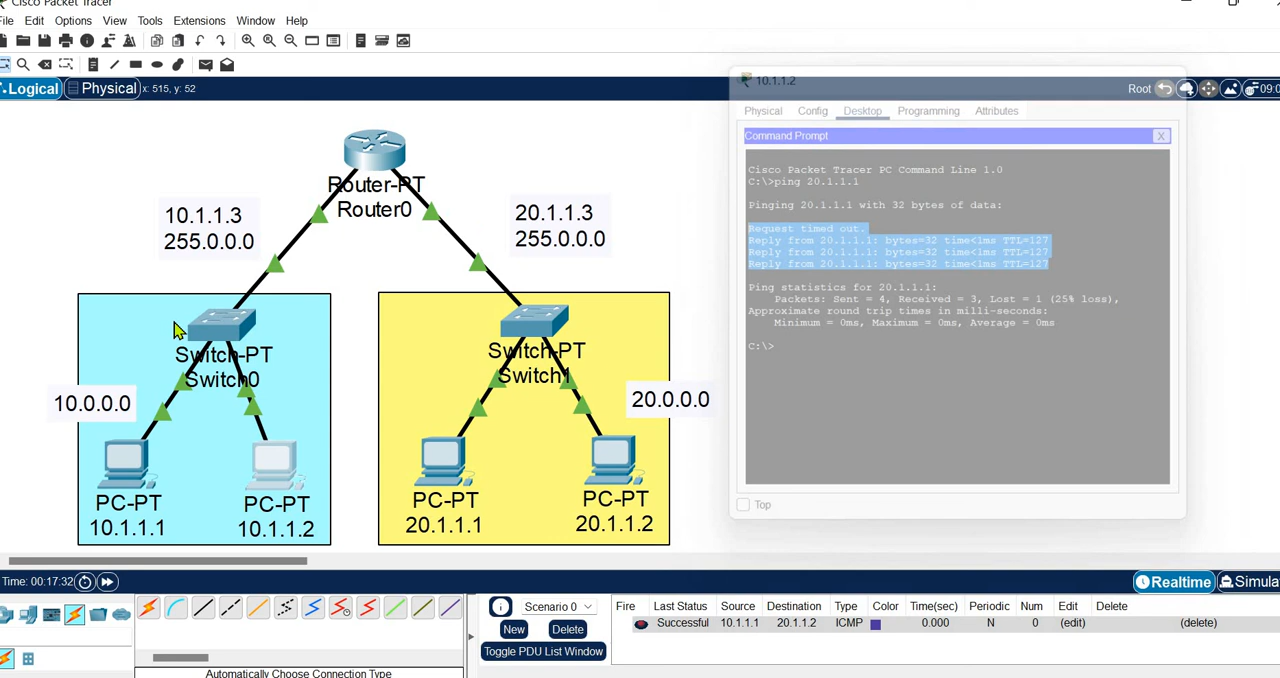 Cisco Packet Tracer
File Edit Options View Tools Extensions Window Help
Logical Physical x: 515, y: 52
Root 09:0
Router-PT
Router0
10.1.1.3
255.0.0.0
20.1.1.3
255.0.0.0
Switch-PT
Switch0
Switch-PT
Switch1
10.0.0.0
20.0.0.0
PC-PT
10.1.1.1
PC-PT
10.1.1.2
PC-PT
20.1.1.1
PC-PT
20.1.1.2
10.1.1.2
Physical Config Desktop Programming Attributes
Command Prompt X
Cisco Packet Tracer PC Command Line 1.0
C:\>ping 20.1.1.1
Pinging 20.1.1.1 with 32 bytes of data:
Request timed out.
Reply from 20.1.1.1: bytes=32 time<1ms TTL=127
Reply from 20.1.1.1: bytes=32 time<1ms TTL=127
Reply from 20.1.1.1: bytes=32 time<1ms TTL=127
Ping statistics for 20.1.1.1:
Packets: Sent = 4, Received = 3, Lost = 1 (25% loss),
Approximate round trip times in milli-seconds:
Minimum = 0ms, Maximum = 0ms, Average = 0ms
C:\>
Top
Time: 00:17:32
Realtime Simula
Automatically Choose Connection Type
Scenario 0
New Delete
Toggle PDU List Window
Fire Last Status Source Destination Type Color Time(sec) Periodic Num Edit Delete
Successful 10.1.1.1 20.1.1.2 ICMP 0.000 N 0 (edit) (delete)